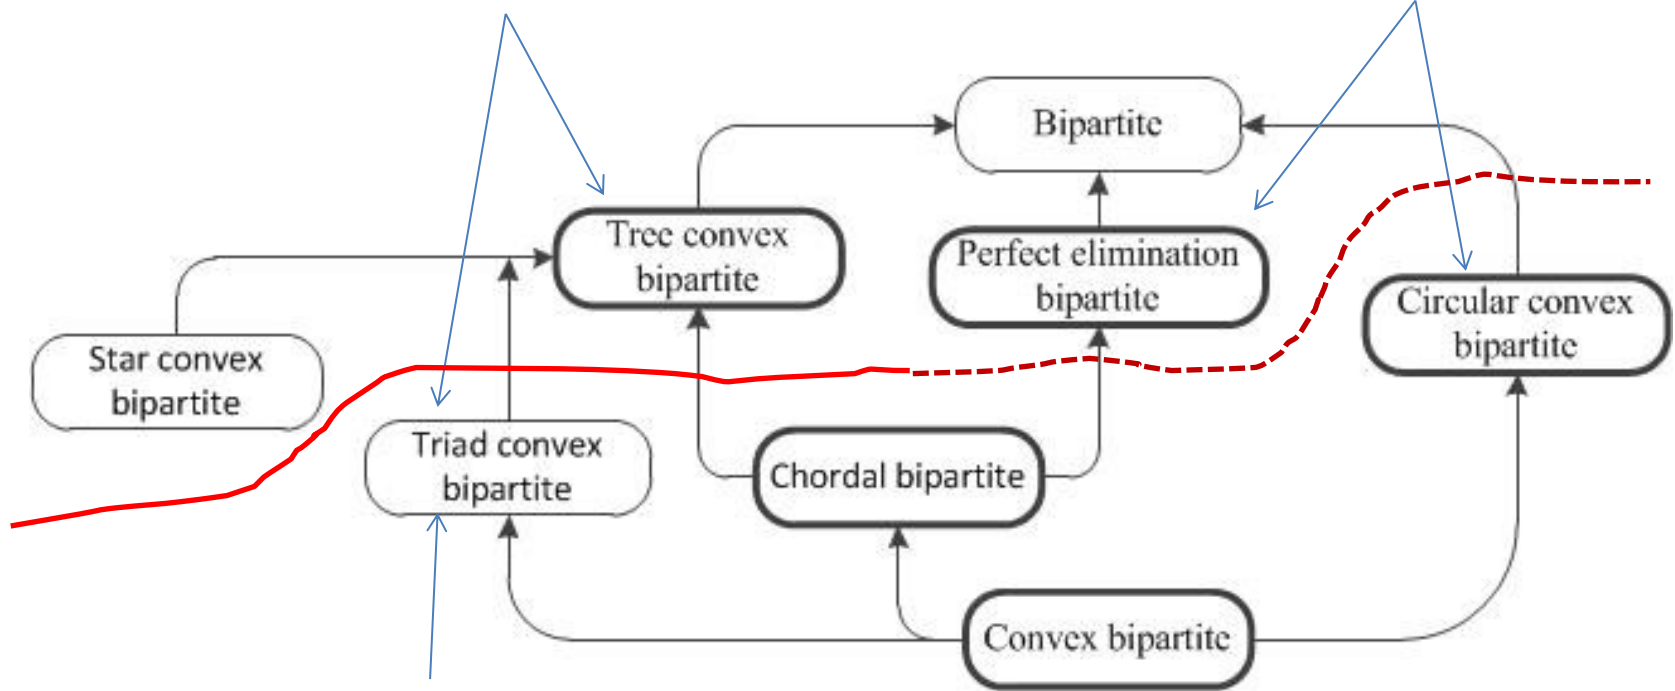 Bipartite
Tree convex
bipartite
Perfect elimination
bipartite
Circular convex
bipartite
Star convex
bipartite
Triad convex
bipartite
Chordal bipartite
Convex bipartite